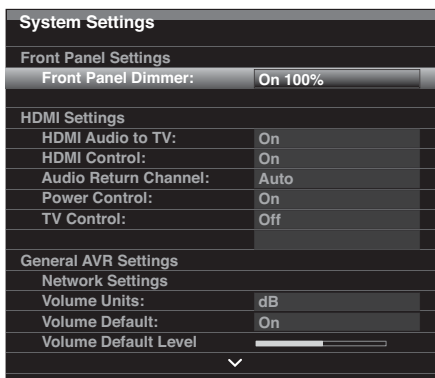 System Settings
Front Panel Settings
Front Panel Dimmer: On 100%
HDMI Settings
HDMI Audio to TV: On
HDMI Control: On
Audio Return Channel: Auto
Power Control: On
TV Control: Off
General AVR Settings
Network Settings
Volume Units: dB
Volume Default: On
Volume Default Level